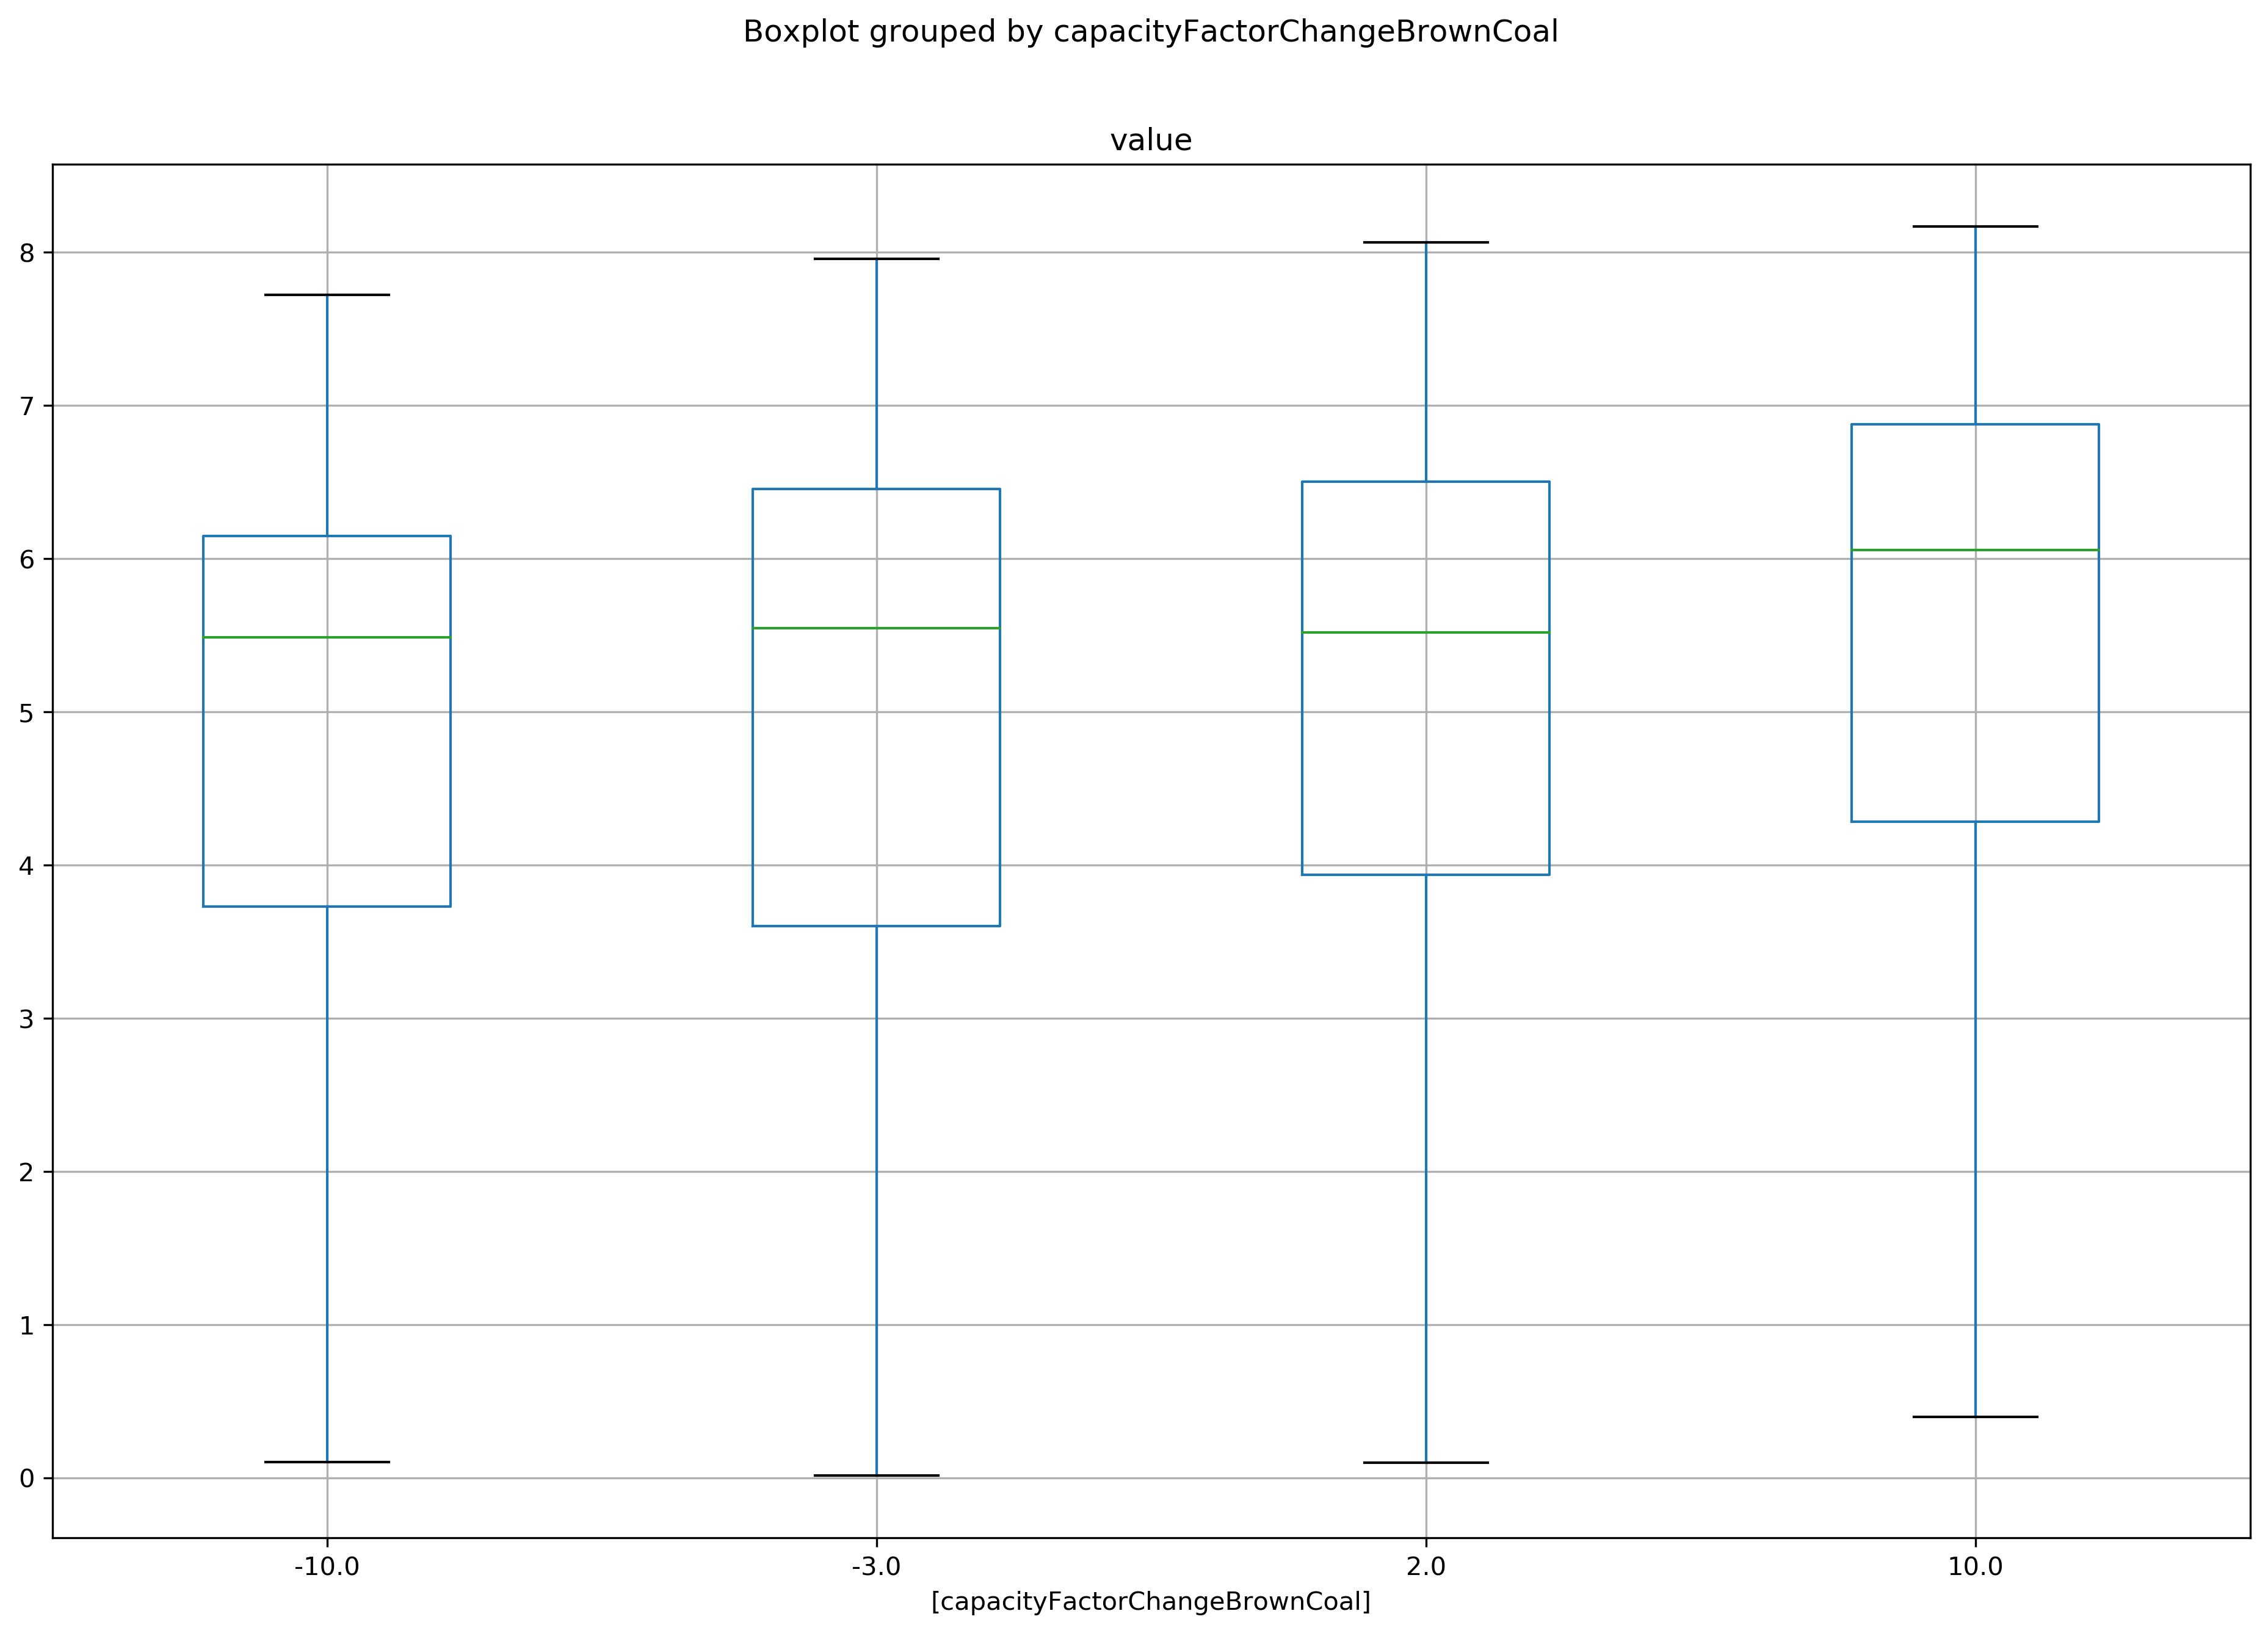 Boxplot grouped by capacityFactorChangeBrownCoal
value
8
7
6
5
4
3
2
1
0
-10.0 -3.0 2.0 10.0
[capacityFactorChangeBrownCoal]